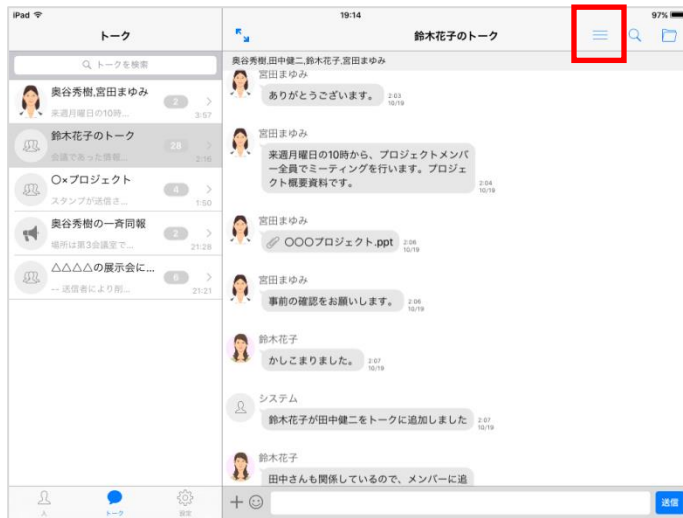 iPad
19:14
97%
トーク
鈴木花子のトーク
トークを検索
奥谷秀樹,宮田まゆみ
来週月曜日の10時...
2
3:57
鈴木花子のトーク
会議であった情報...
28
3:16
○×プロジェクト
スタンプが送信さ...
4
1:50
奥谷秀樹の一斉同報
場所は第3会議室で...
2
21:28
△△△△の展示会に...
-- 送信者により削...
6
21:21
人
トーク
設定
奥谷秀樹,田中健二,鈴木花子,宮田まゆみ
宮田まゆみ
ありがとうございます。
2:03
10/19
宮田まゆみ
来週月曜日の10時から、プロジェクトメンバ
ー全員でミーティングを行います。プロジェ
クト概要資料です。
2:04
10/19
宮田まゆみ
○○○プロジェクト.ppt
2:06
10/19
宮田まゆみ
事前の確認をお願いします。
2:06
10/19
鈴木花子
かしこまりました。
2:07
10/19
システム
鈴木花子が田中健二をトークに追加しました
2:07
10/19
鈴木花子
田中さんも関係しているので、メンバーに追
送信